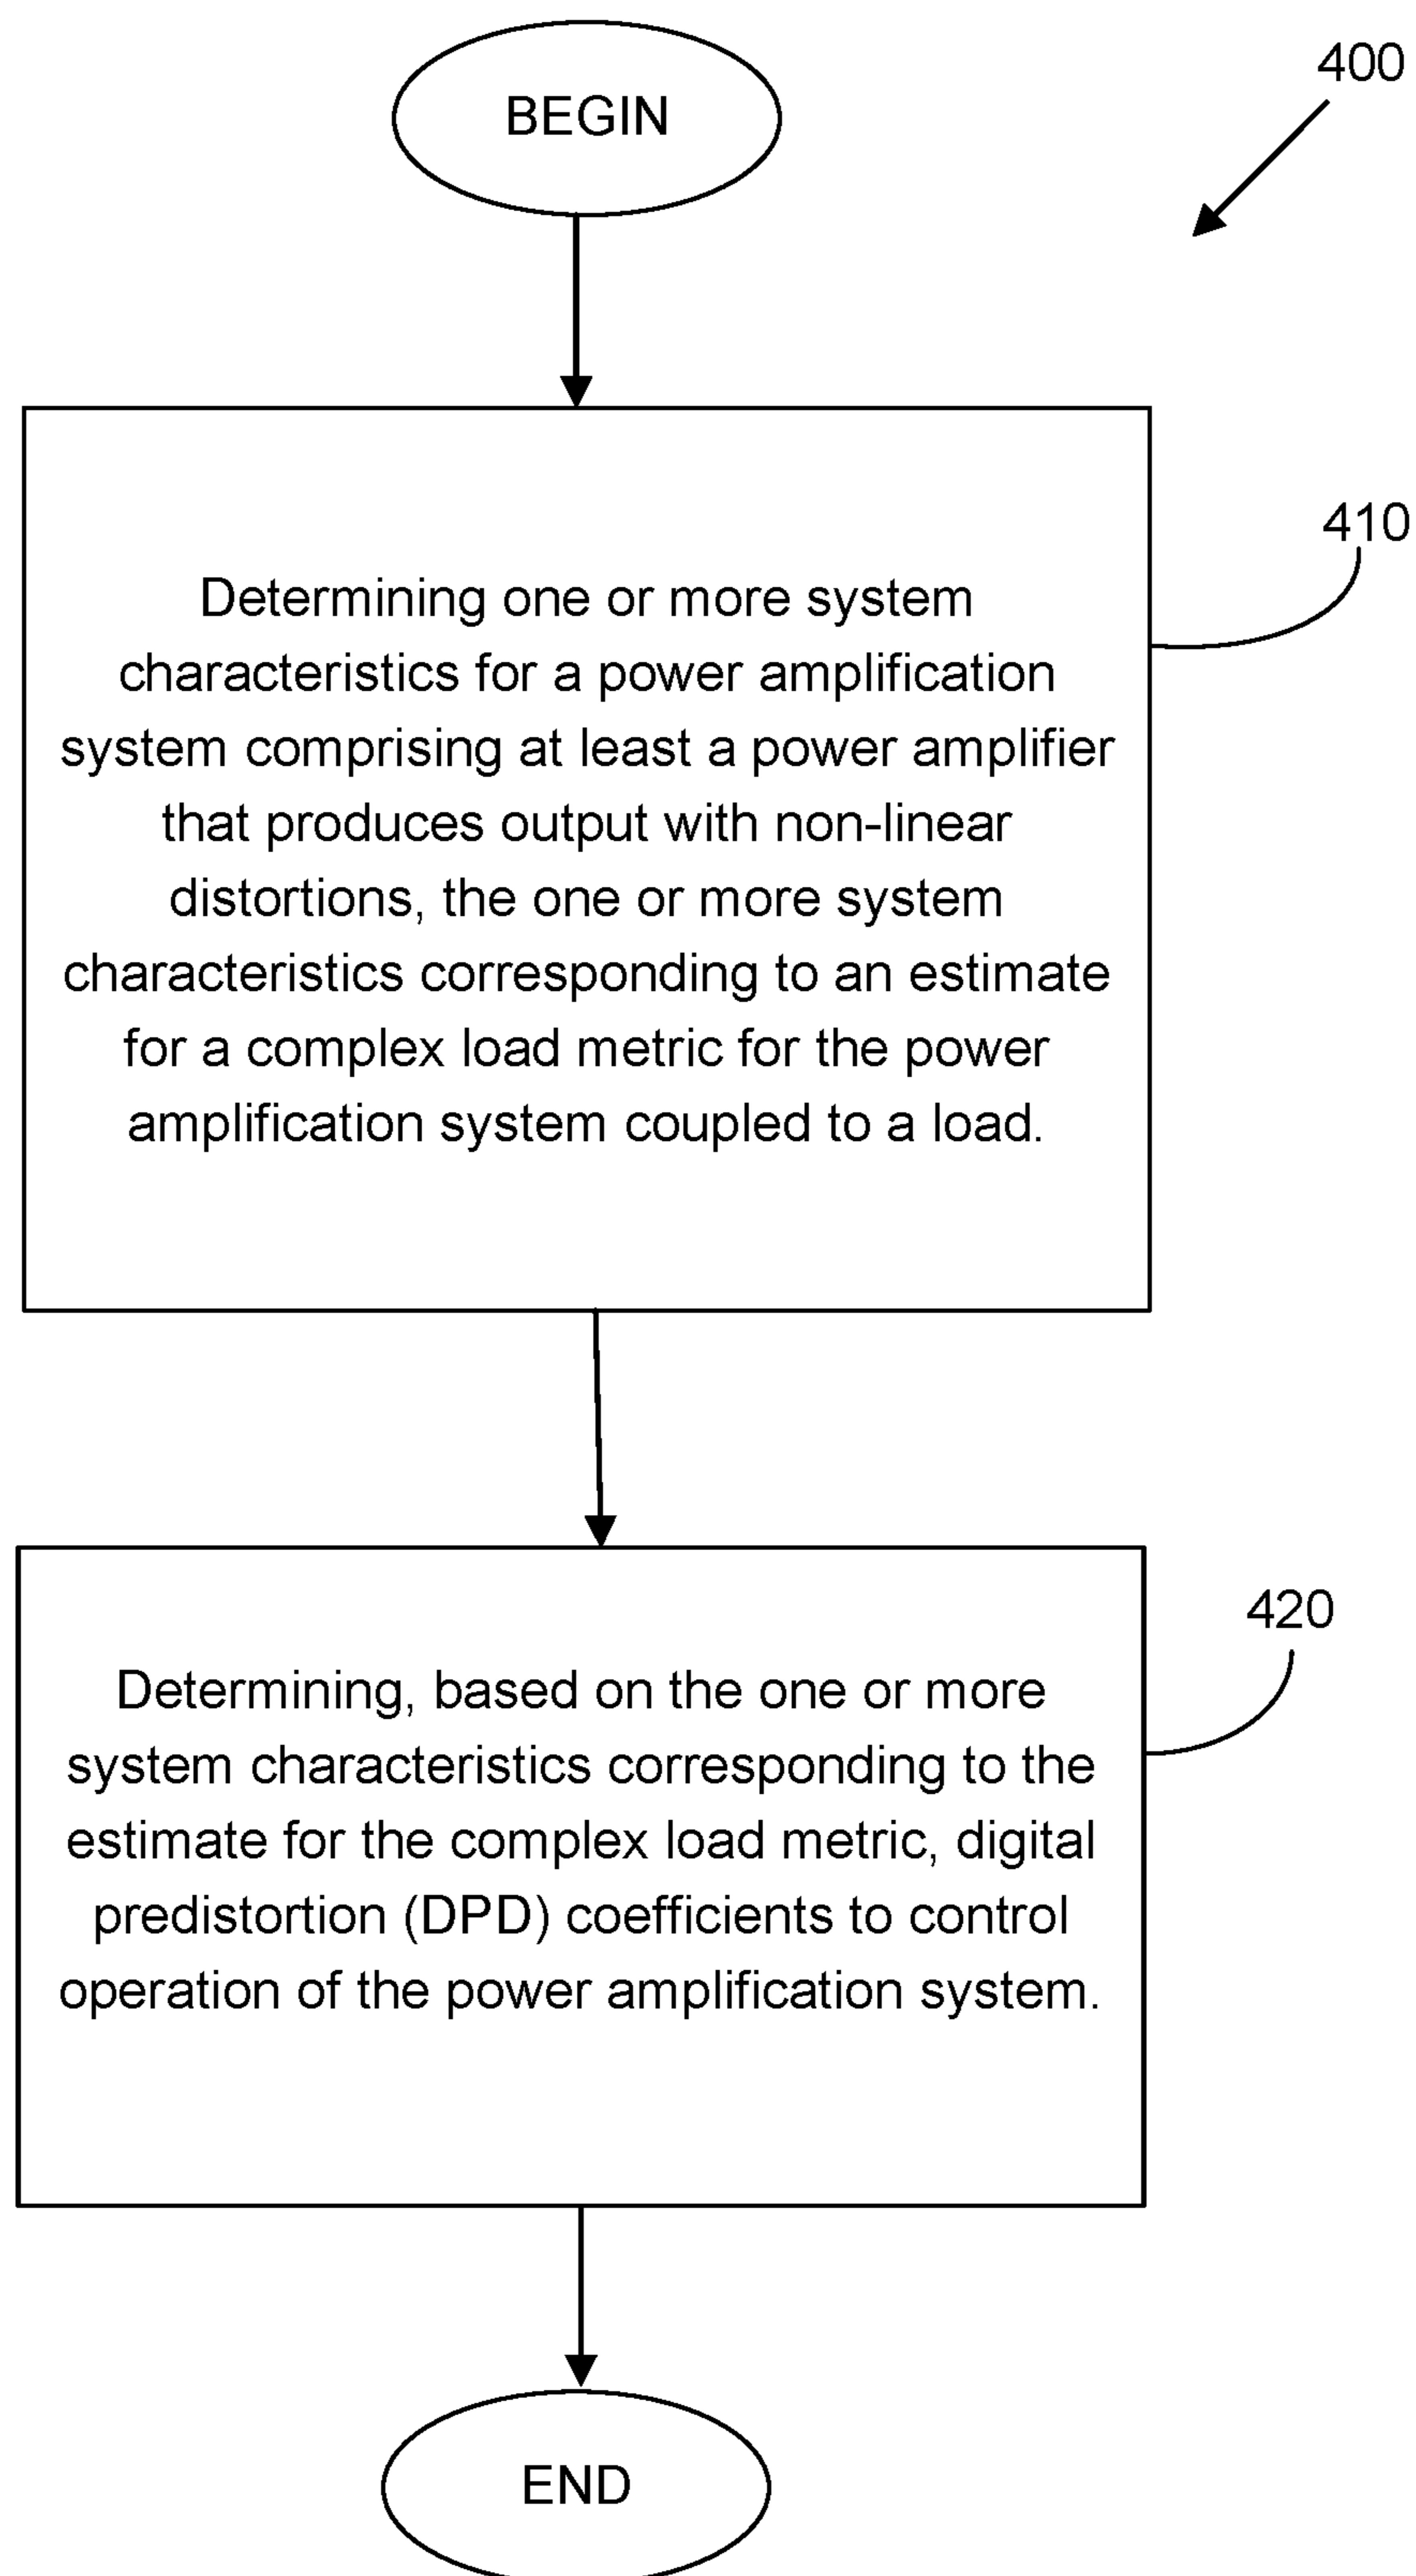 BEGIN
400
410
Determining one or more system
characteristics for a power amplification
system comprising at least a power amplifier
that produces output with non-linear
distortions, the one or more system
characteristics corresponding to an estimate
for a complex load metric for the power
amplification system coupled to a load.
420
Determining, based on the one or more
system characteristics corresponding to the
estimate for the complex load metric, digital
predistortion (DPD) coefficients to control
operation of the power amplification system.
END